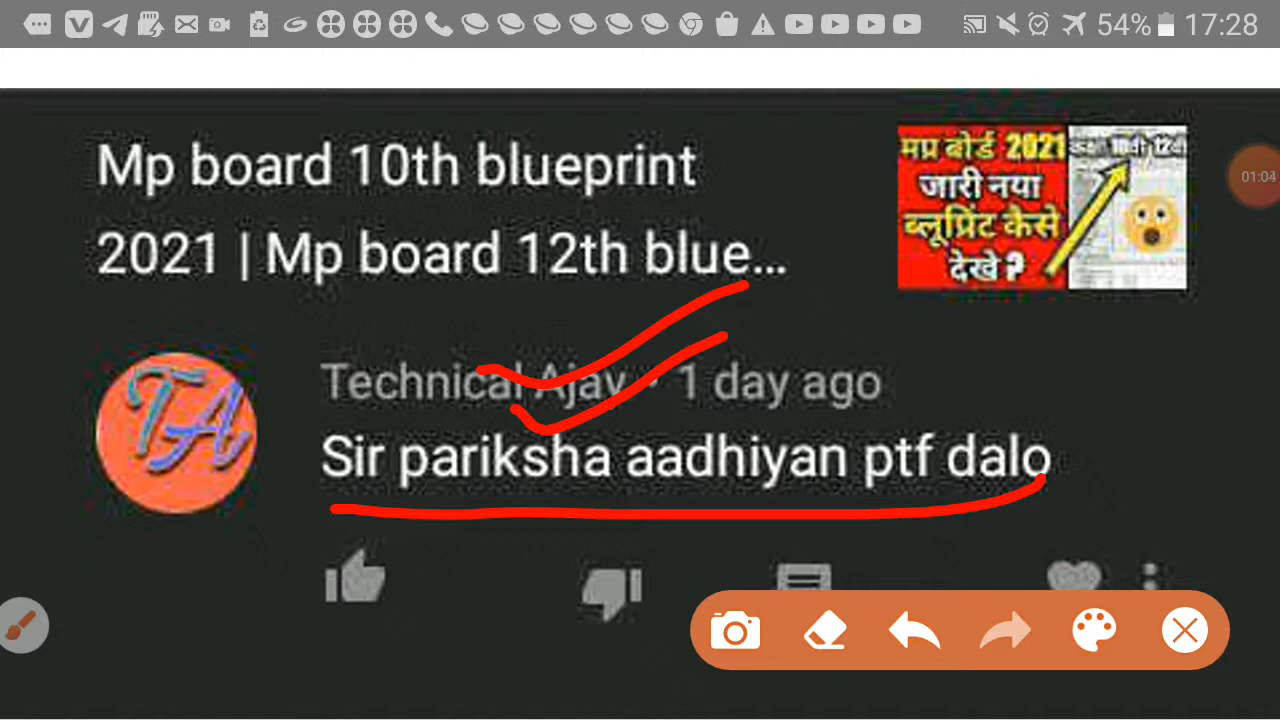 54% 17:28
Mp board 10th blueprint
2021 | Mp board 12th blue...
मप्र बोर्ड 2021
जारी नया
ब्लूप्रिंट कैसे
देखे ?
01:04
TA
Technical Ajay • 1 day ago
Sir pariksha aadhiyan ptf dalo